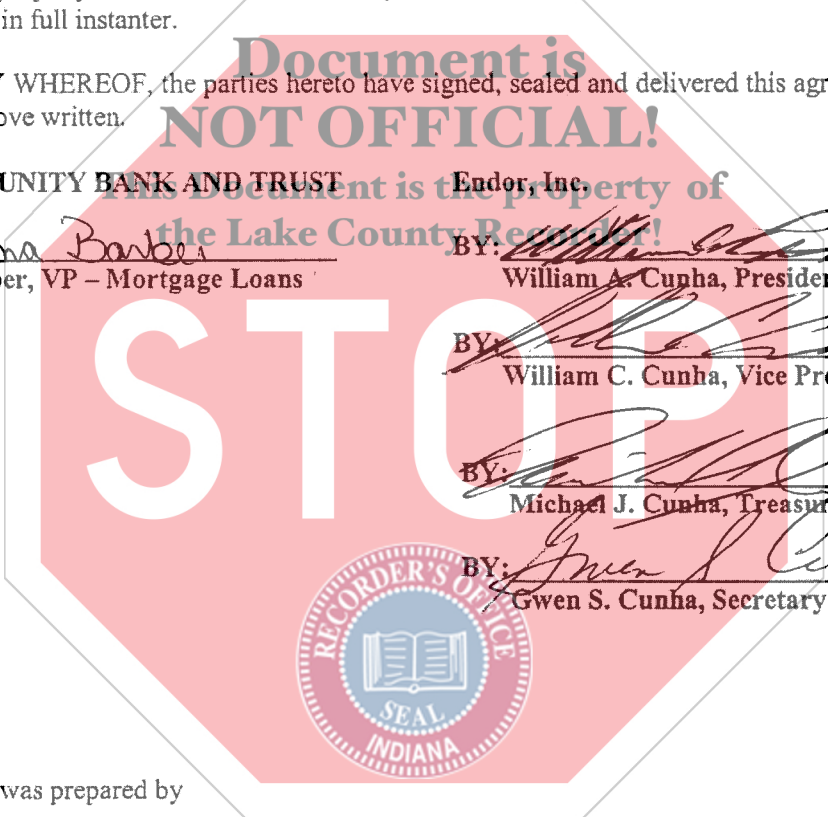 in full instanter.
Document is
WHEREOF, the parties hereto have signed, sealed and delivered this agr
ove written.
NOT OFFICIAL!
UNITY BANK AND TRUST
Endor, Inc.
This Document is the property of
the Lake County Recorder!
na Barber
BY:
er, VP – Mortgage Loans
William A. Cunha, Presiden
STOP
BY:
William C. Cunha, Vice Pre
BY:
Michael J. Cunha, Treasur
BY: Gwen S
Gwen S. Cunha, Secretary
RECORDER'S OFFICE
SEAL
INDIANA
was prepared by